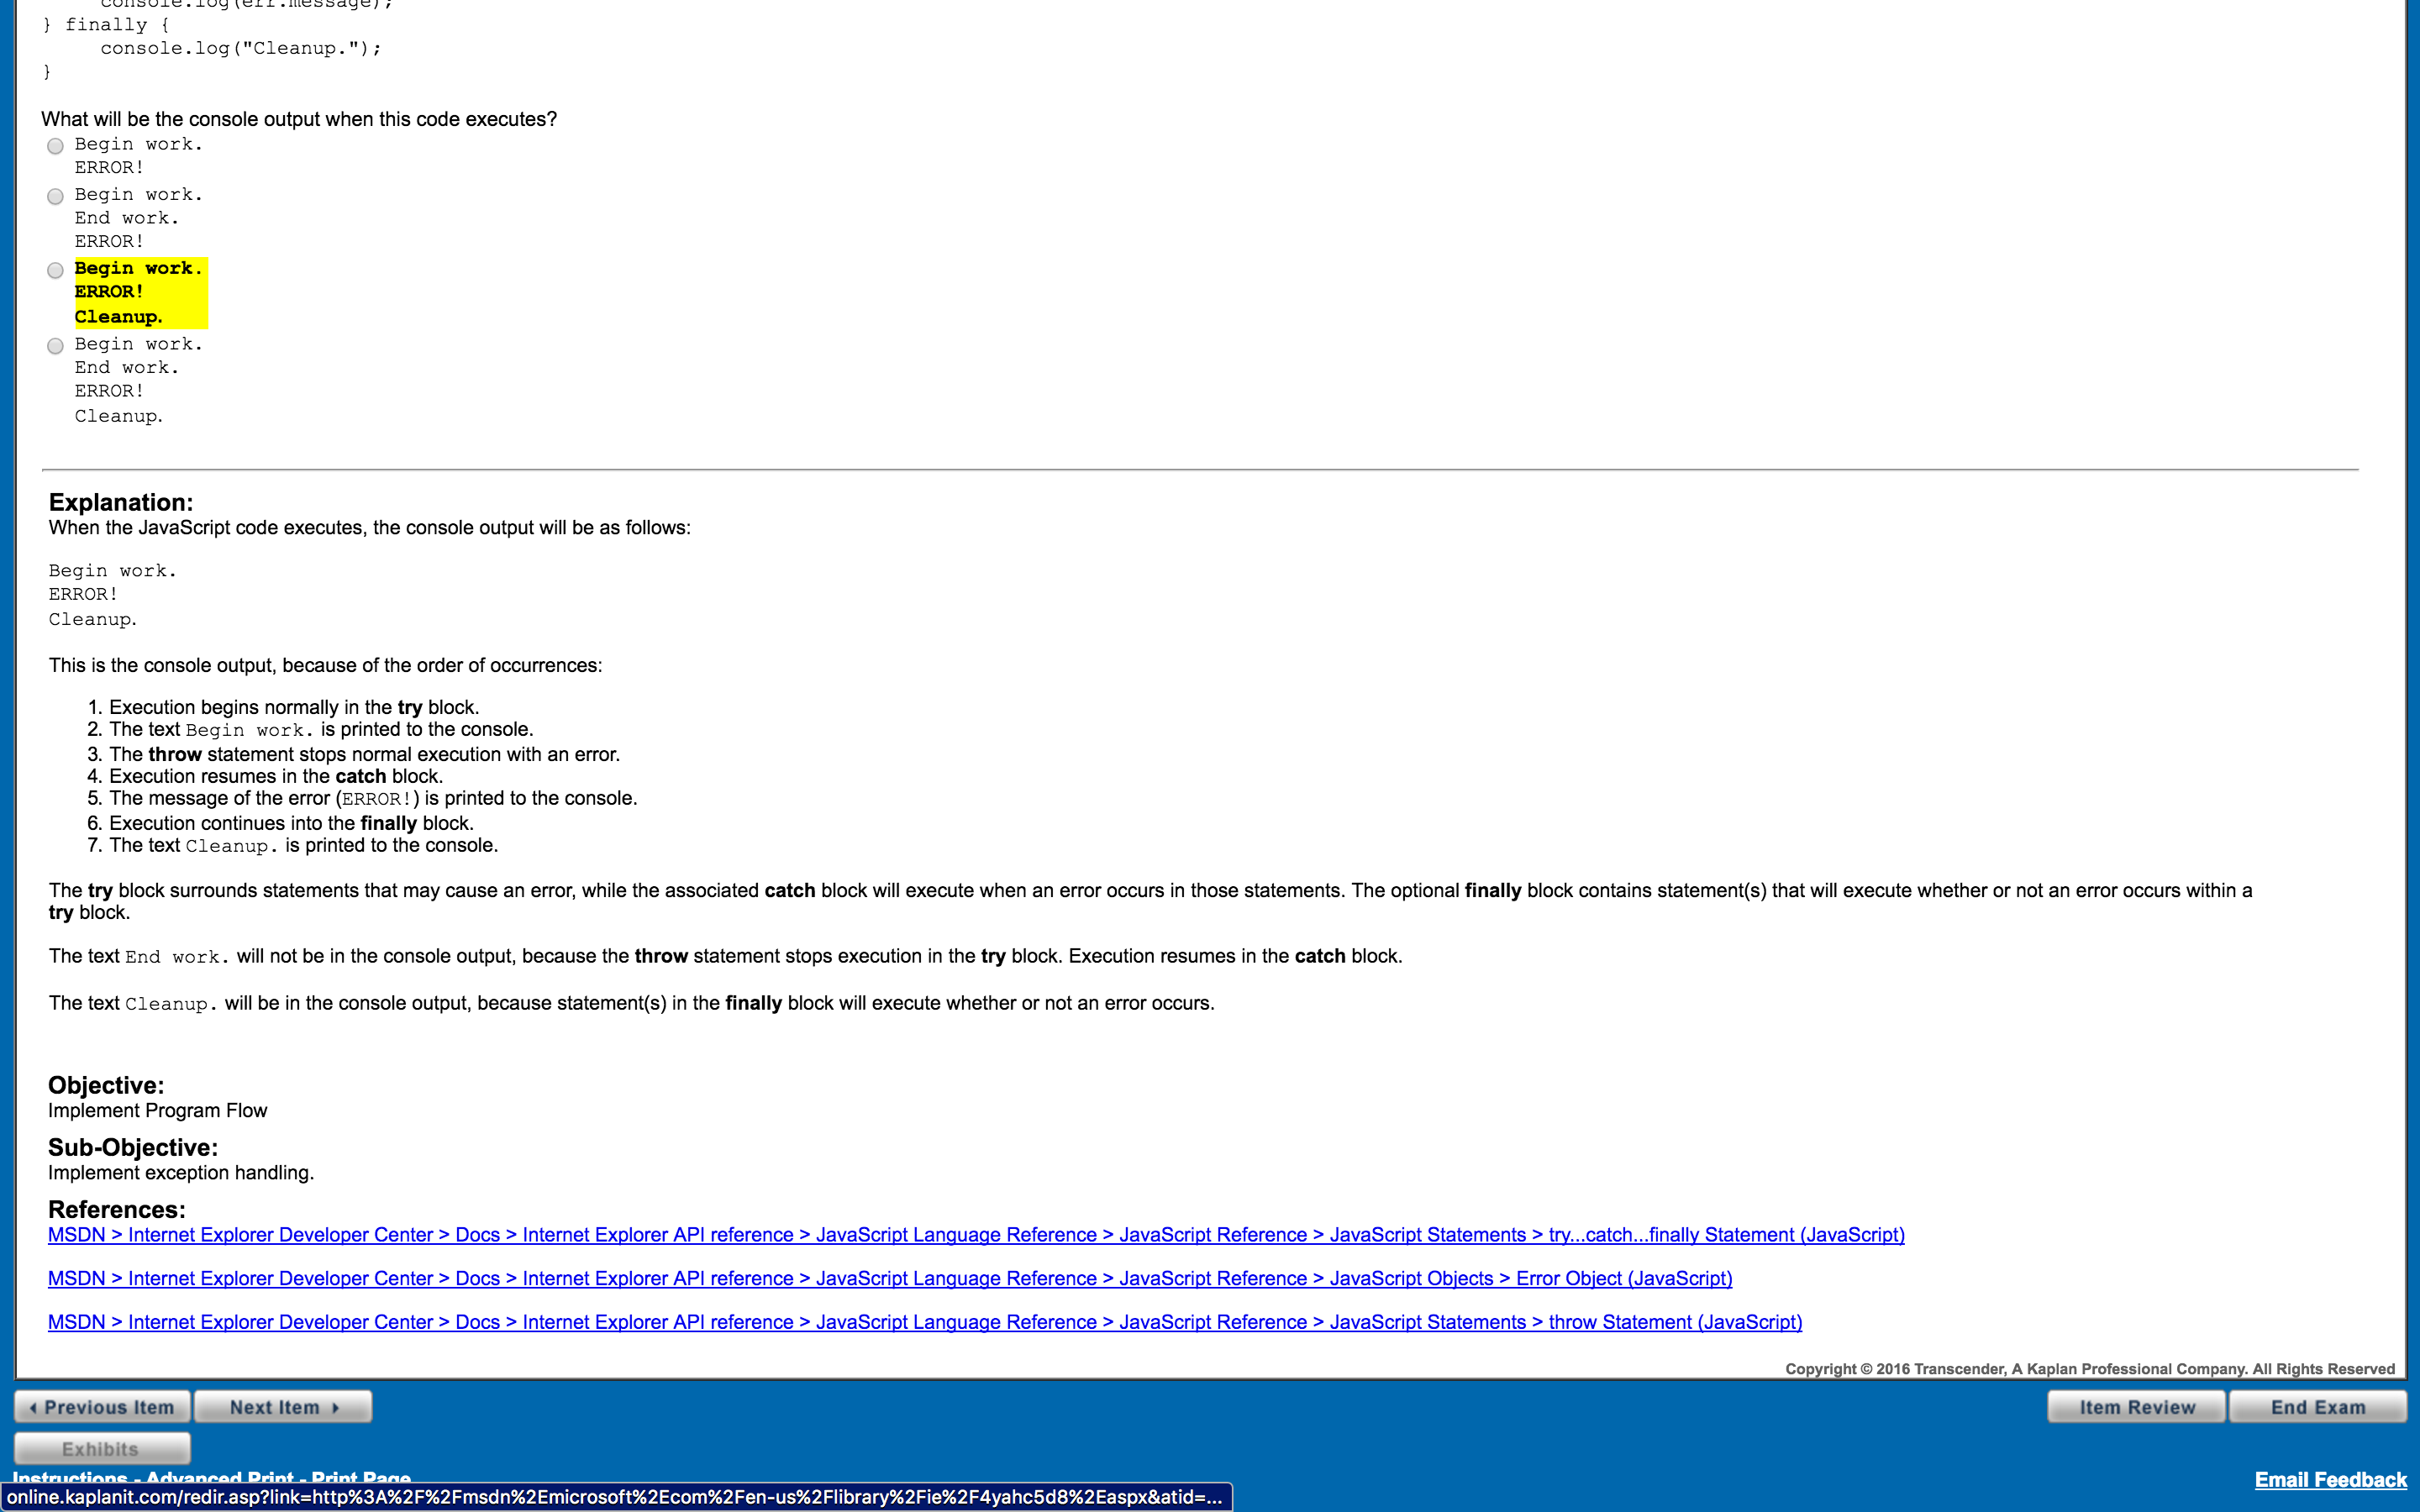 console.log(err.message);
} finally {
console.log("Cleanup.");
}
What will be the console output when this code executes?
Begin work.
ERROR!
Begin work.
End work.
ERROR!
Begin work.
ERROR!
Cleanup.
Begin work.
End work.
ERROR!
Cleanup.
Explanation:
When the JavaScript code executes, the console output will be as follows:
Begin work.
ERROR!
Cleanup.
This is the console output, because of the order of occurrences:
1. Execution begins normally in the try block.
2. The text Begin work. is printed to the console.
3. The throw statement stops normal execution with an error.
4. Execution resumes in the catch block.
5. The message of the error (ERROR!) is printed to the console.
6. Execution continues into the finally block.
7. The text Cleanup. is printed to the console.
The try block surrounds statements that may cause an error, while the associated catch block will execute when an error occurs in those statements. The optional finally block contains statement(s) that will execute whether or not an error occurs within a
try block.
The text End work. will not be in the console output, because the throw statement stops execution in the try block. Execution resumes in the catch block.
The text Cleanup. will be in the console output, because statement(s) in the finally block will execute whether or not an error occurs.
Objective:
Implement Program Flow
Sub-Objective:
Implement exception handling.
References:
MSDN > Internet Explorer Developer Center > Docs > Internet Explorer API reference > JavaScript Language Reference > JavaScript Reference > JavaScript Statements > try...catch...finally Statement (JavaScript)
MSDN > Internet Explorer Developer Center > Docs > Internet Explorer API reference > JavaScript Language Reference > JavaScript Reference > JavaScript Objects > Error Object (JavaScript)
MSDN > Internet Explorer Developer Center > Docs > Internet Explorer API reference > JavaScript Language Reference > JavaScript Reference > JavaScript Statements > throw Statement (JavaScript)
Copyright © 2016 Transcender, A Kaplan Professional Company. All Rights Reserved
Previous Item Next Item Item Review End Exam
Exhibits
Instructions - Advanced Print - Print Page Email Feedback
online.kaplanit.com/redir.asp?link=http%3A%2F%2Fmsdn%2Emicrosoft%2Ecom%2Fen-us%2Flibrary%2Fie%2F4yahc5d8%2Easpx&atid=...